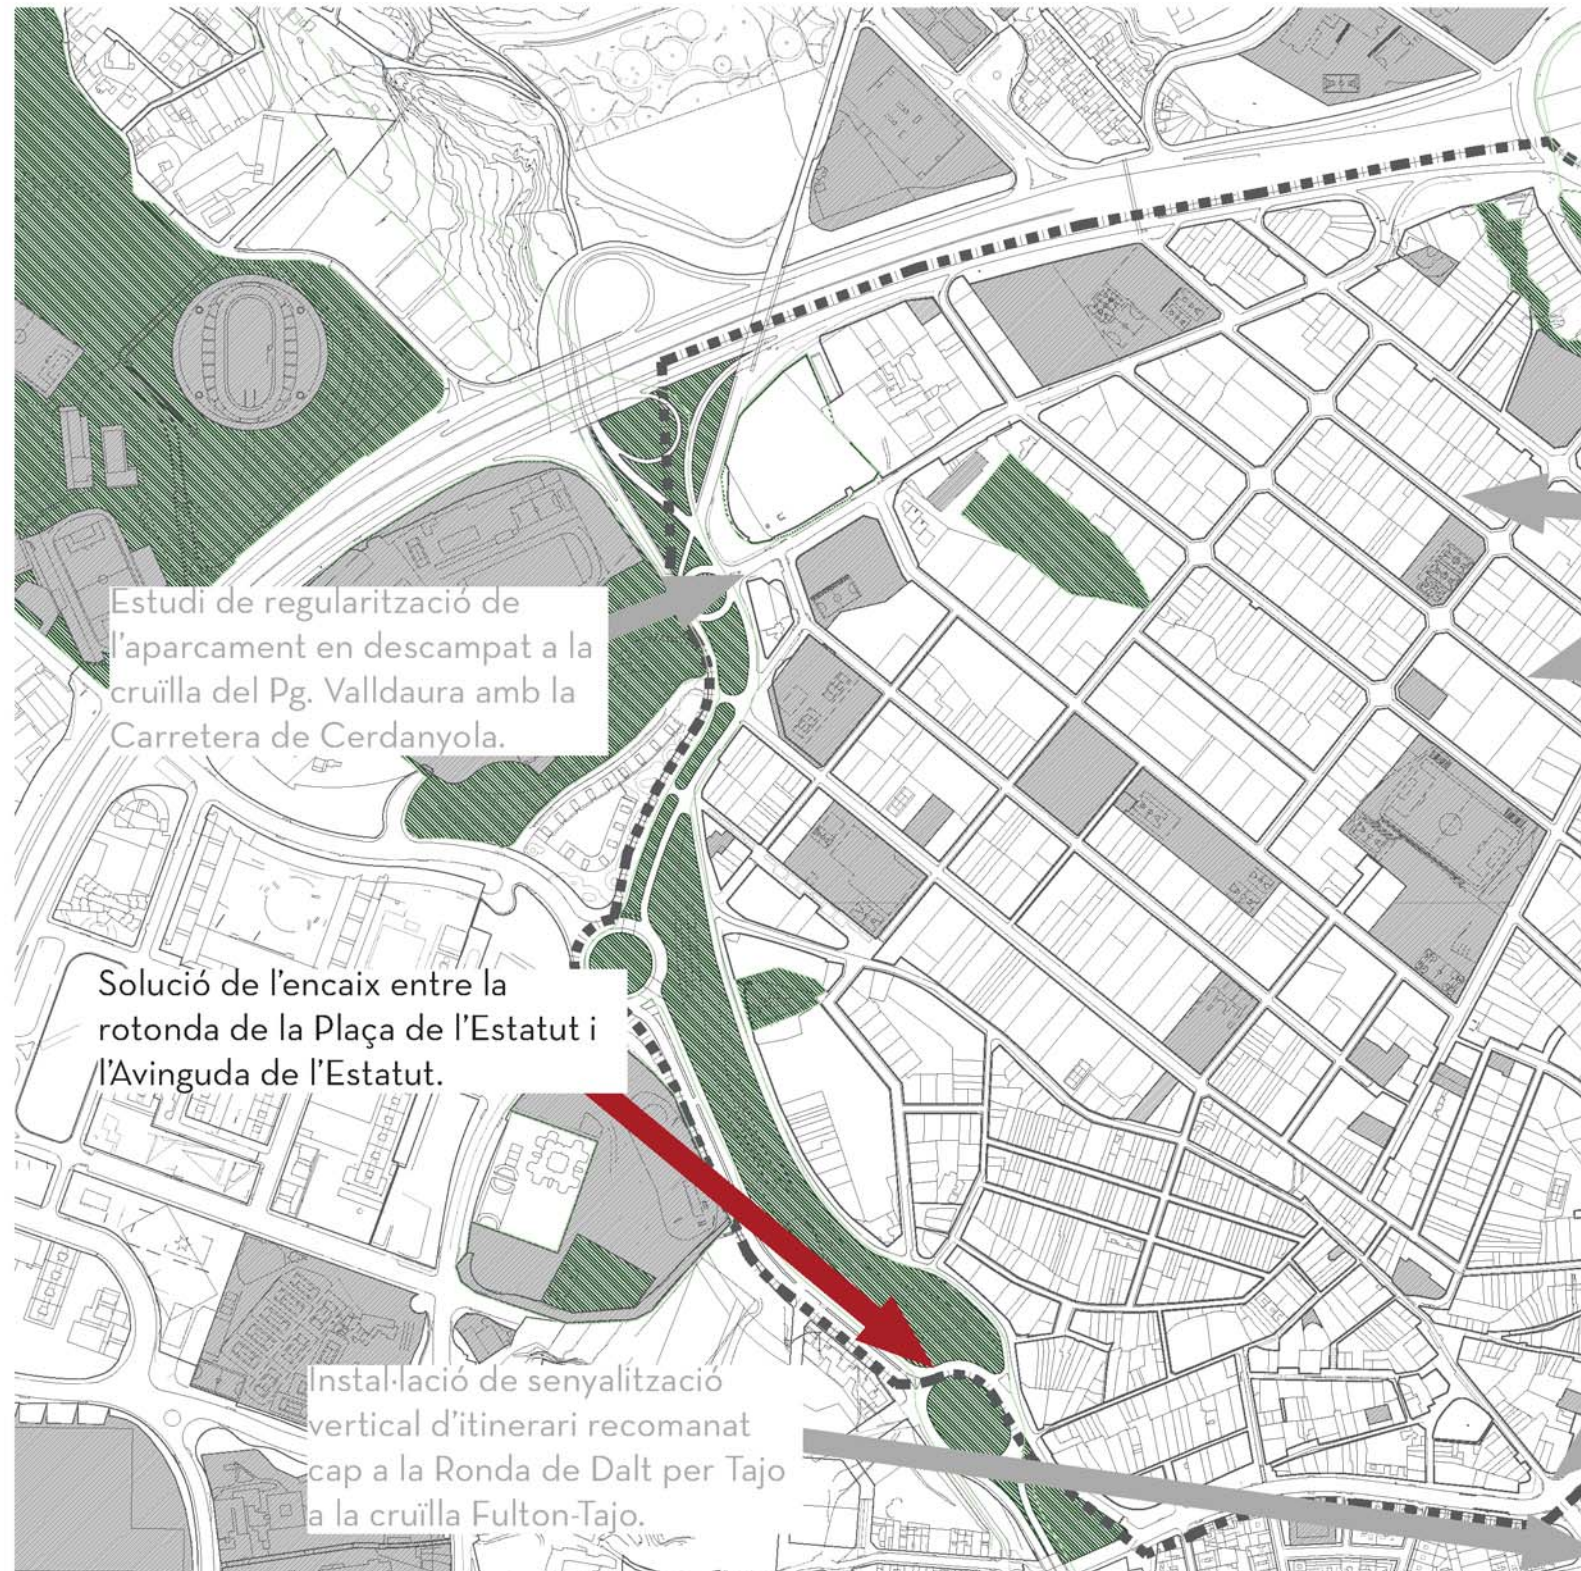 Estudi de regularització de
l'aparcament en descampat a la
cruïlla del Pg. Valldaura amb la
Carretera de Cerdanyola.
Solució de l'encaix entre la
rotonda de la Plaça de l'Estatut i
l'Avinguda de l'Estatut.
Instal·lació de senyalització
vertical d'itinerari recomanat
cap a la Ronda de Dalt per Tajo
a la cruïlla Fulton-Tajo.